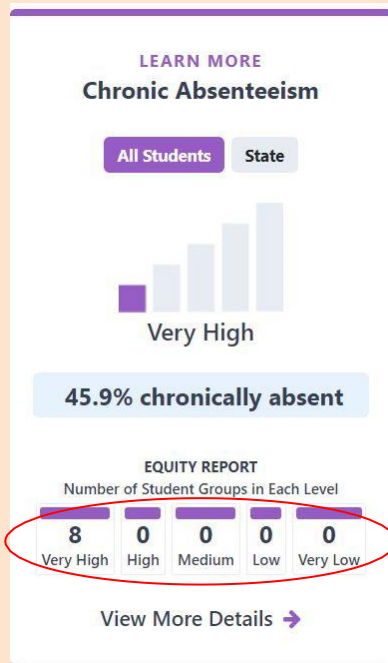 LEARN MORE
Chronic Absenteeism
All Students State
Very High
45.9% chronically absent
EQUITY REPORT
Number of Student Groups in Each Level
8 0 0 0 0
Very High High Medium Low Very Low
View More Details →